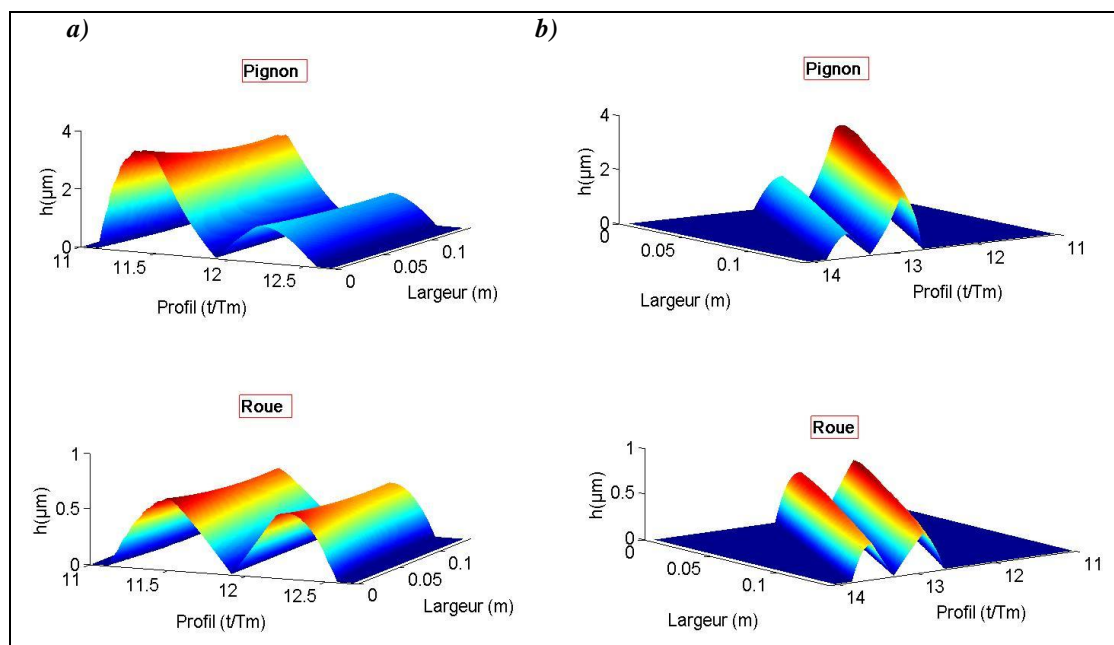 a)
Pignon
h(µm)
4
2
0
11
11.5
12
12.5
0
0.05
0.1
Profil (t/Tm)
Largeur (m)
b)
Pignon
h(µm)
4
2
0
0
0.05
0.1
14
13
12
11
Largeur (m)
Profil (t/Tm)
Roue
h(µm)
1
0.5
0
11
11.5
12
12.5
0
0.05
0.1
Profil (t/Tm)
Largeur (m)
Roue
h(µm)
1
0.5
0
0
0.05
0.1
14
13
12
11
Largeur (m)
Profil (t/Tm)